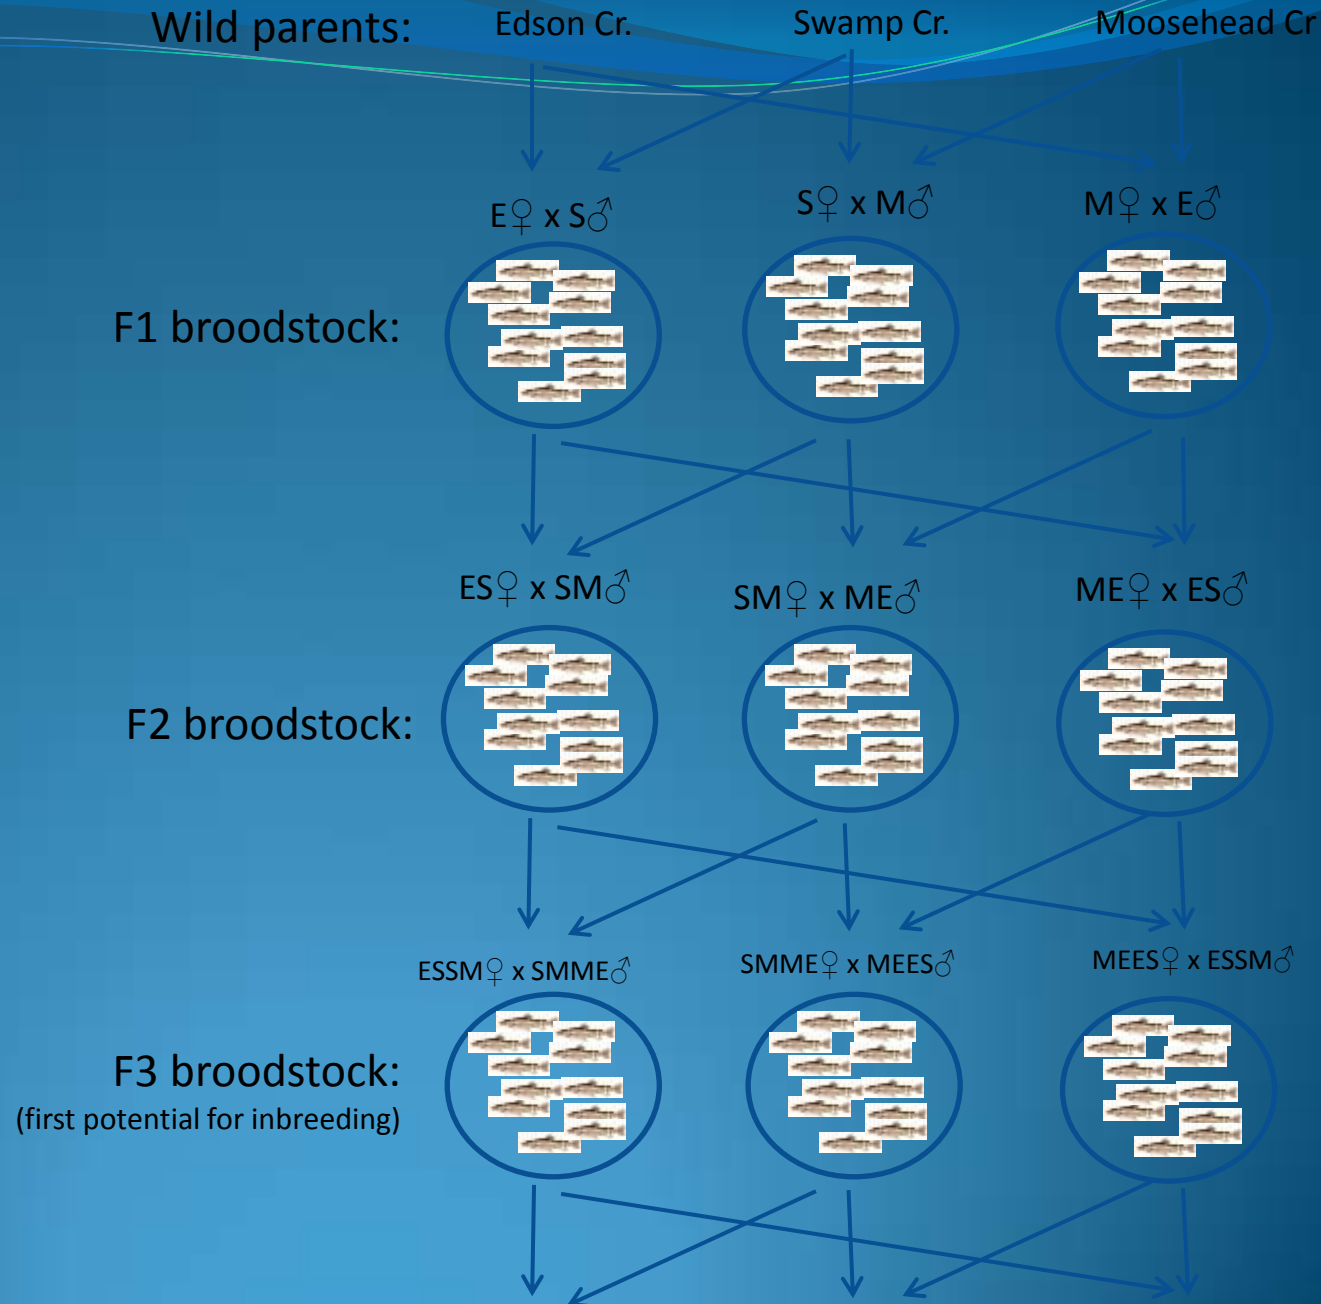 Wild parents: Edson Cr. Swamp Cr. Moosehead Cr
E♀ x S♂ S♀ x M♂ M♀ x E♂
F1 broodstock:
ES♀ x SM♂ SM♀ x ME♂ ME♀ x ES♂
F2 broodstock:
ESSM♀ x SMME♂ SMME♀ x MEES♂ MEES♀ x ESSM♂
F3 broodstock:
(first potential for inbreeding)